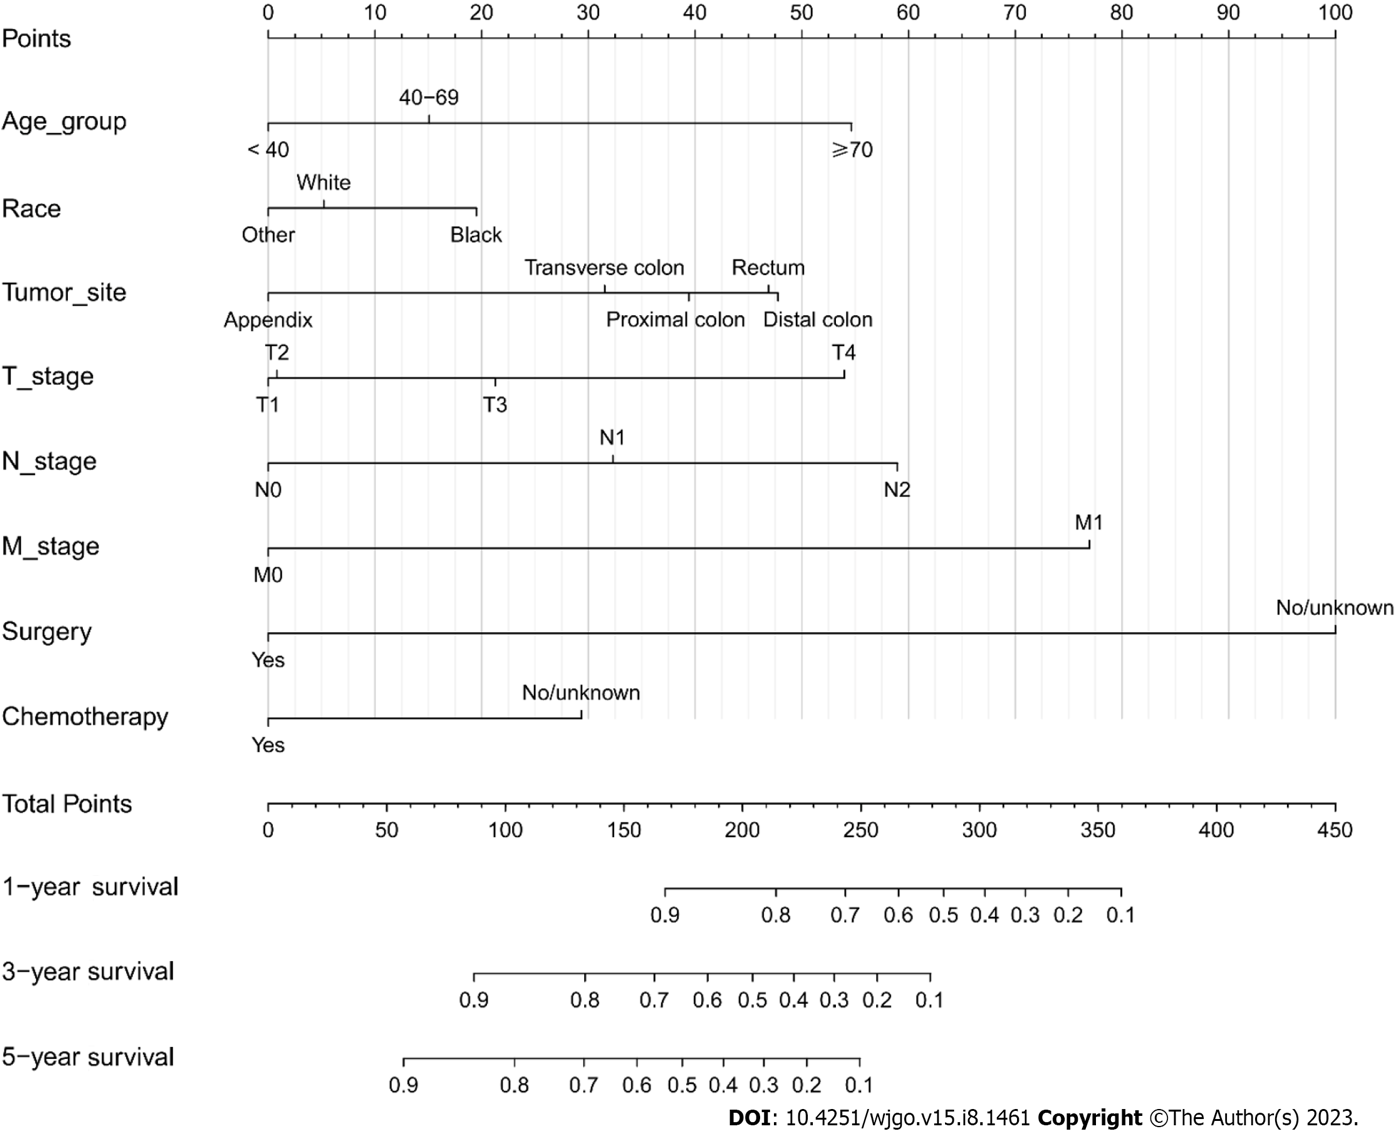 0 10 20 30 40 50 60 70 80 90 100
Points
40−69
Age_group
< 40 ⩾70
White
Race
Other Black
Transverse colon Rectum
Tumor_site
Appendix Proximal colon Distal colon
T2 T4
T_stage
T1 T3
N1
N_stage
N0 N2
M1
M_stage
M0
No/unknown
Surgery
Yes
No/unknown
Chemotherapy
Yes
Total Points
0 50 100 150 200 250 300 350 400 450
1−year survival
0.9 0.8 0.7 0.6 0.5 0.4 0.3 0.2 0.1
3−year survival
0.9 0.8 0.7 0.6 0.5 0.4 0.3 0.2 0.1
5−year survival
0.9 0.8 0.7 0.6 0.5 0.4 0.3 0.2 0.1
DOI: 10.4251/wjgo.v15.i8.1461 Copyright ©The Author(s) 2023.